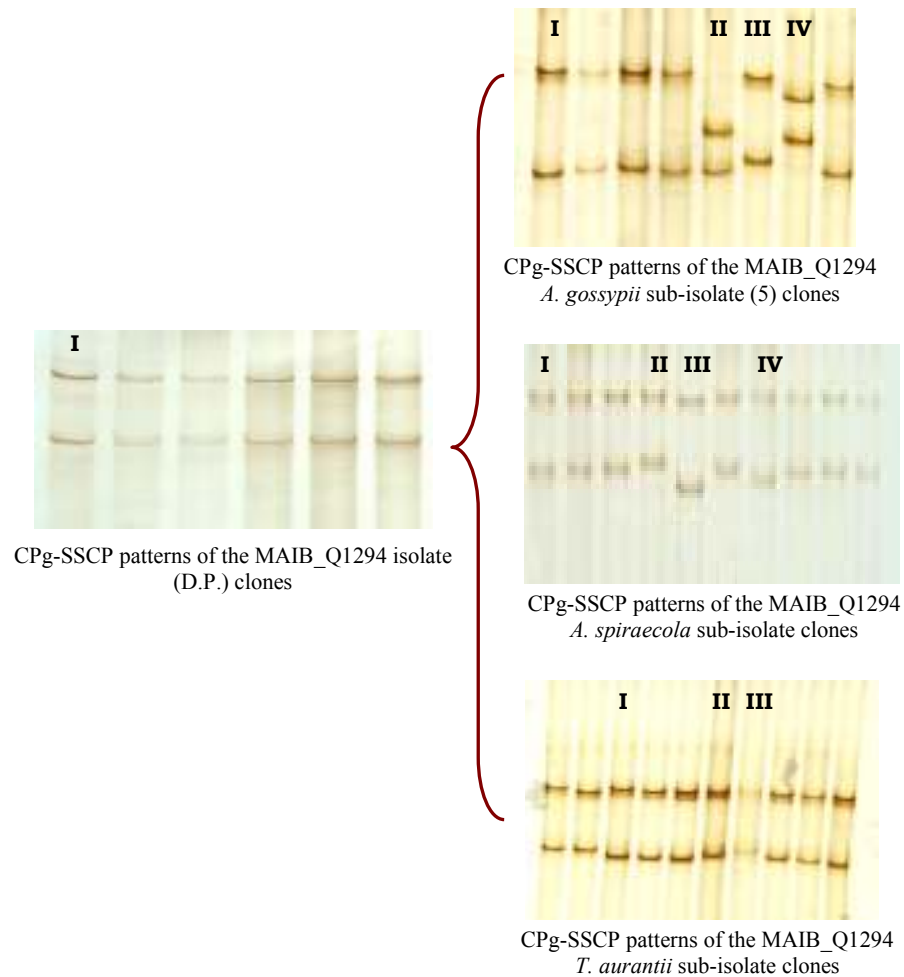 I II III IV
CPg-SSCP patterns of the MAIB_Q1294
A. gossypii sub-isolate (5) clones
I
CPg-SSCP patterns of the MAIB_Q1294 isolate
(D.P.) clones
I II III IV
CPg-SSCP patterns of the MAIB_Q1294
A. spiraecola sub-isolate clones
I II III
CPg-SSCP patterns of the MAIB_Q1294
T. aurantii sub-isolate clones